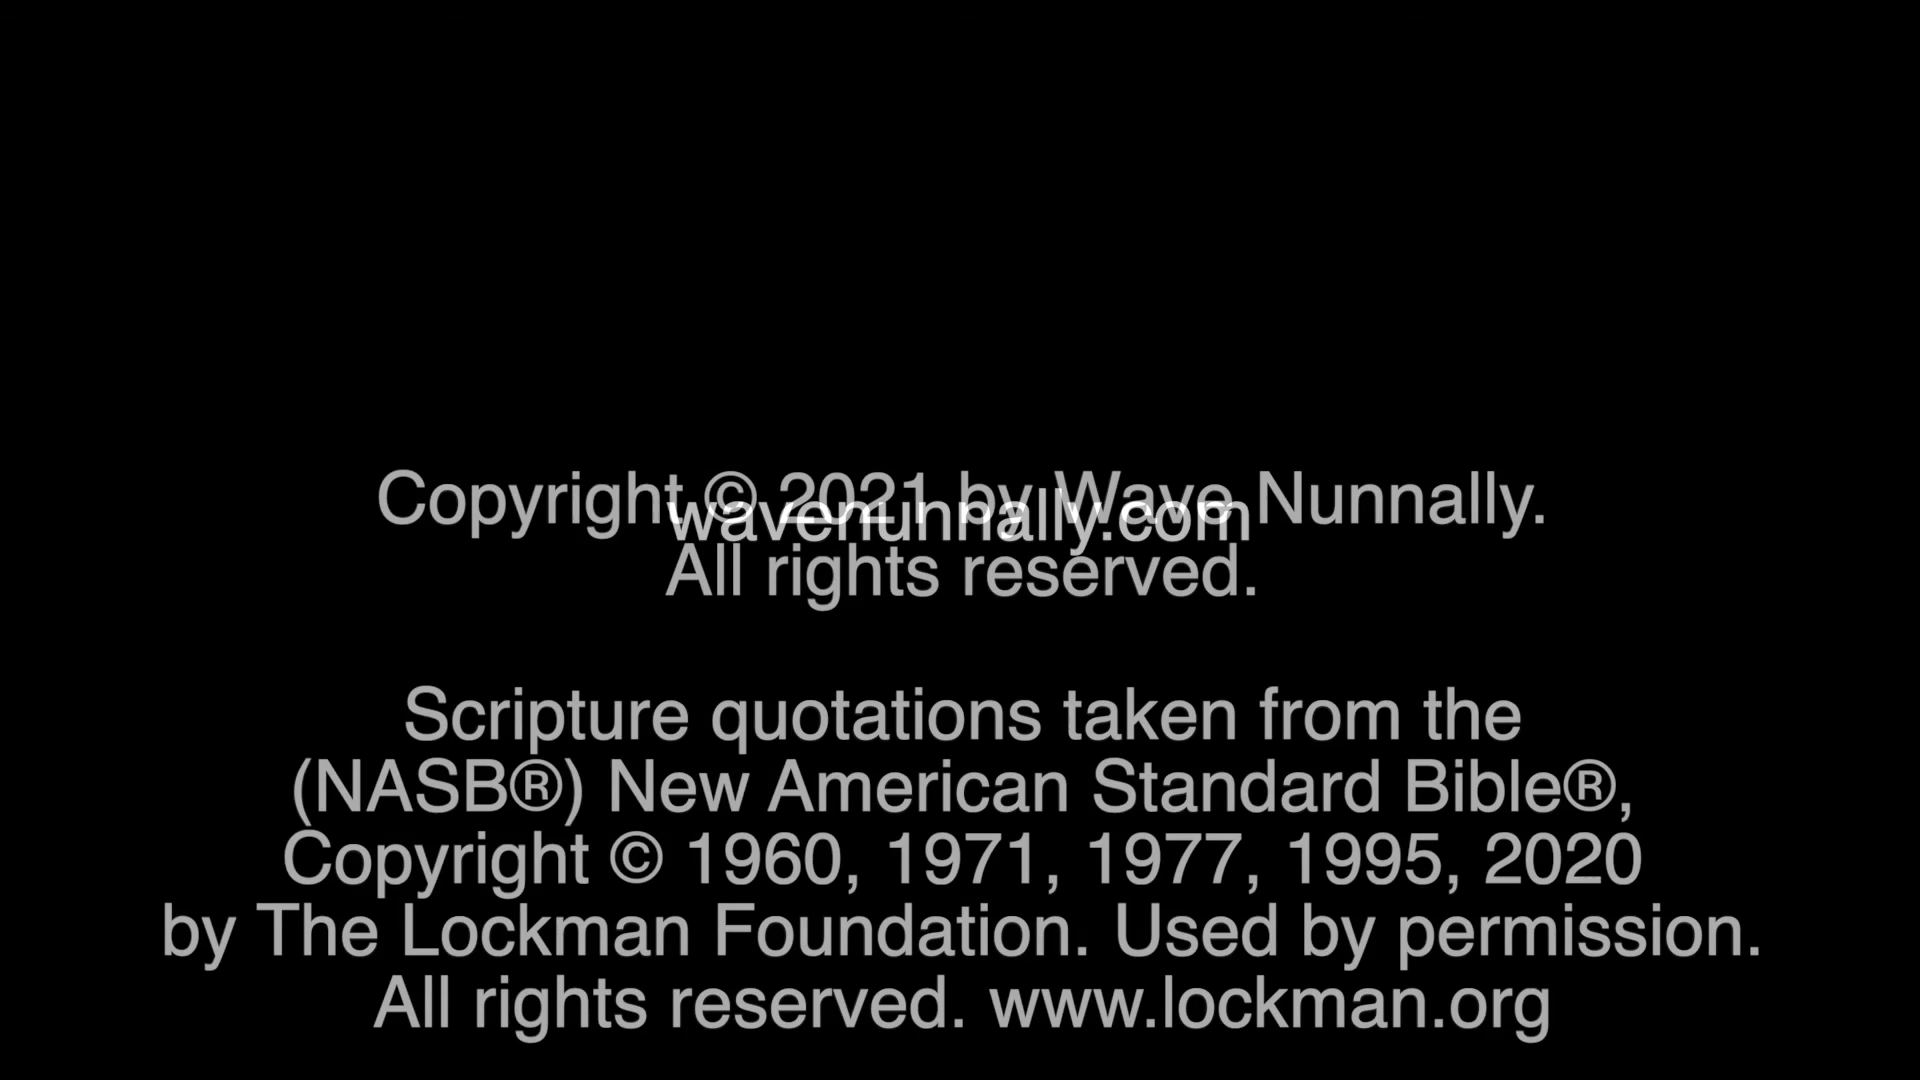 Copyright © 2021 by Wave Nunnally.
wavenunnally.com
All rights reserved.
Scripture quotations taken from the
(NASB®) New American Standard Bible®,
Copyright © 1960, 1971, 1977, 1995, 2020
by The Lockman Foundation. Used by permission.
All rights reserved. www.lockman.org